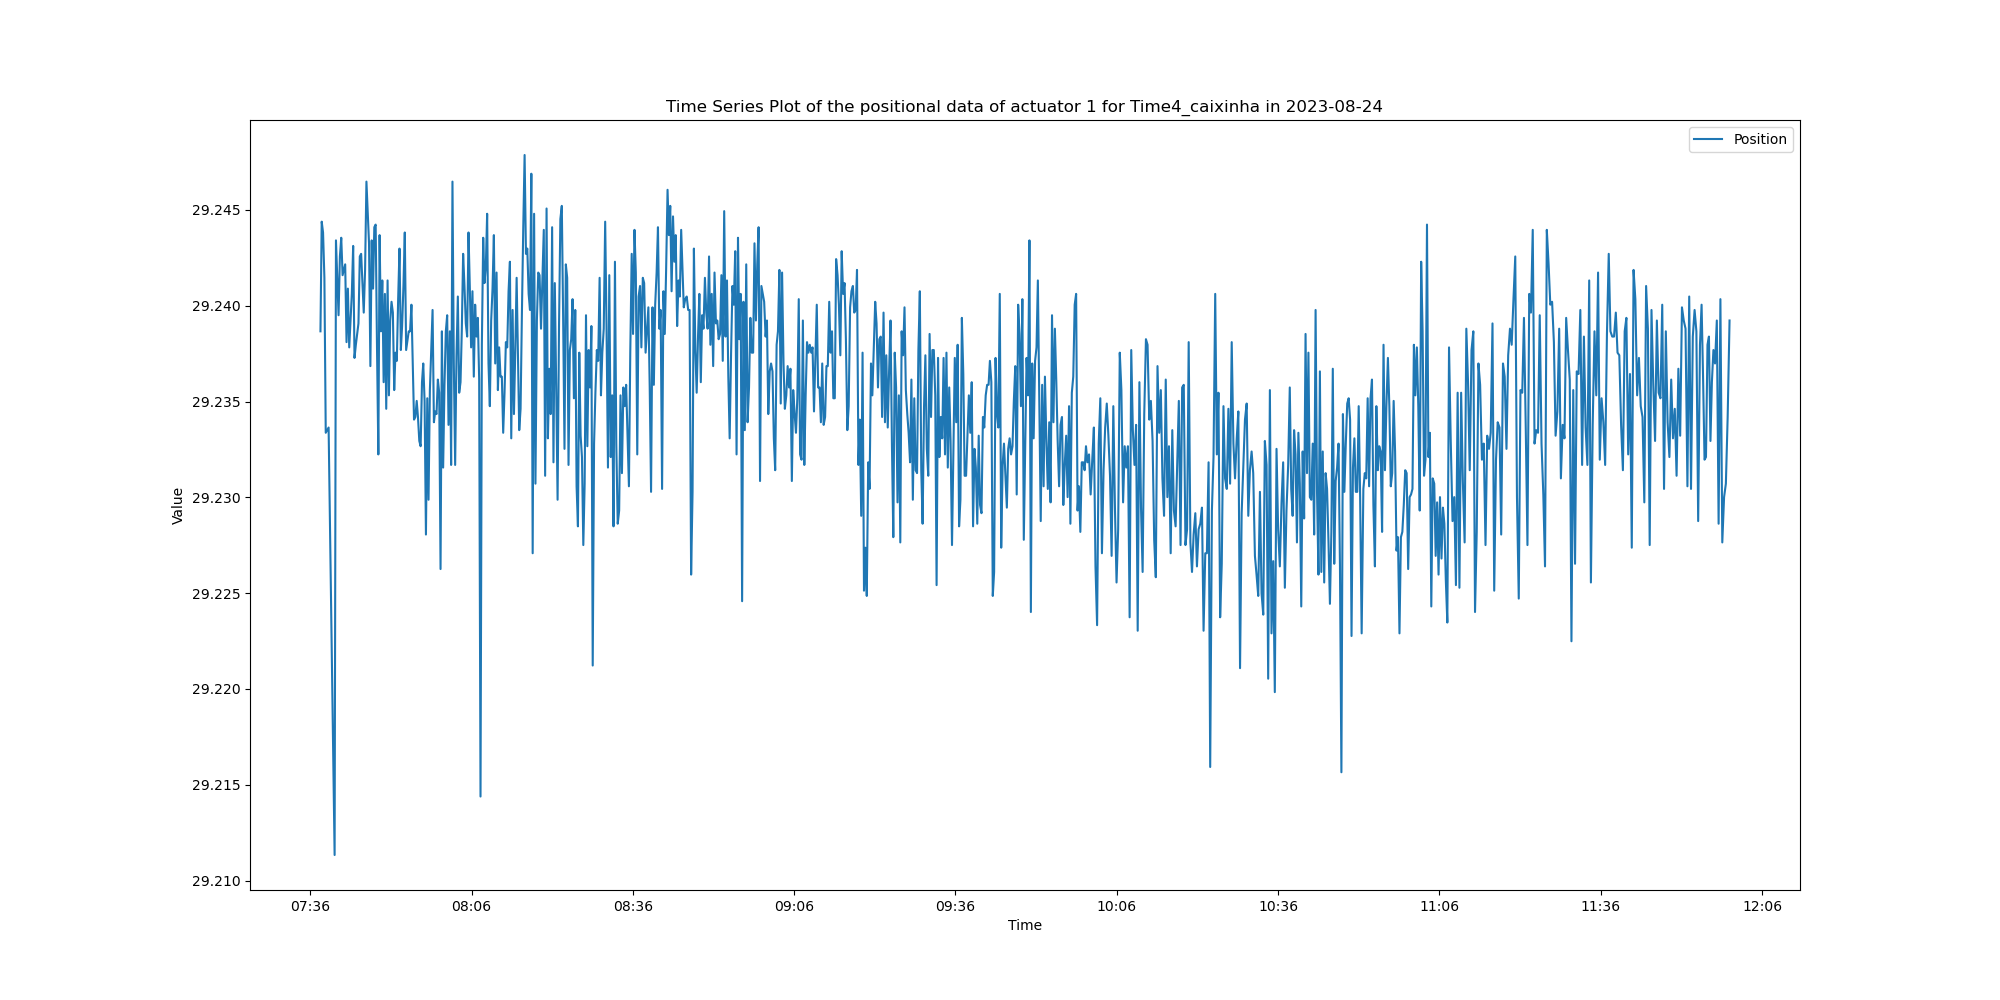 Time Series Plot of the positional data of actuator 1 for Time4_caixinha in 2023-08-24
Position
29.245
29.240
29.235
29.230
29.225
29.220
29.215
29.210
Value
07:36 08:06 08:36 09:06 09:36 10:06 10:36 11:06 11:36 12:06
Time